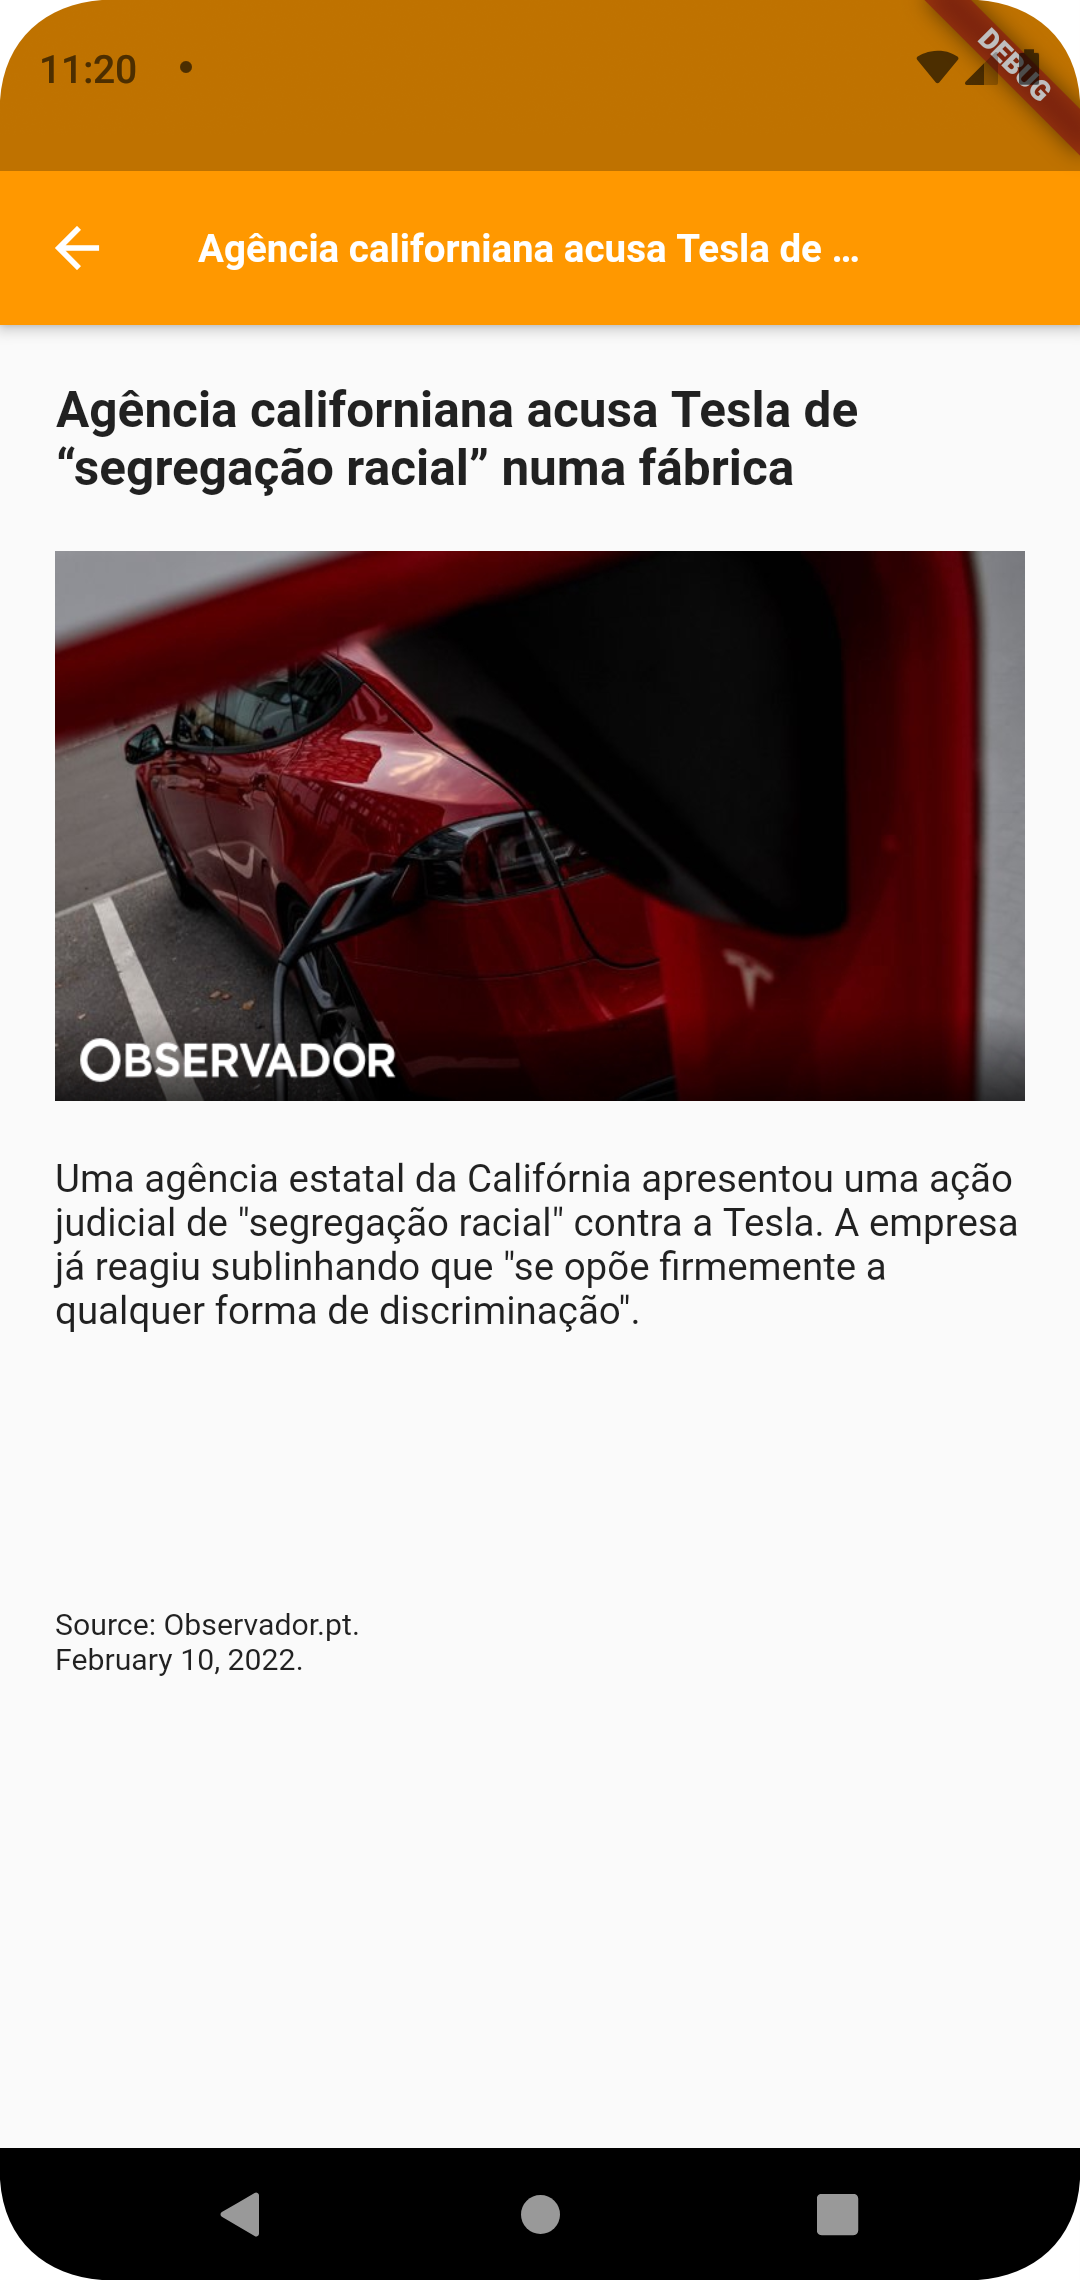 11:20
DEBUG
Agência californiana acusa Tesla de ...
Agência californiana acusa Tesla de
“segregação racial” numa fábrica
OBSERVADOR
Uma agência estatal da Califórnia apresentou uma ação
judicial de "segregação racial" contra a Tesla. A empresa
já reagiu sublinhando que "se opõe firmemente a
qualquer forma de discriminação".
Source: Observador.pt.
February 10, 2022.